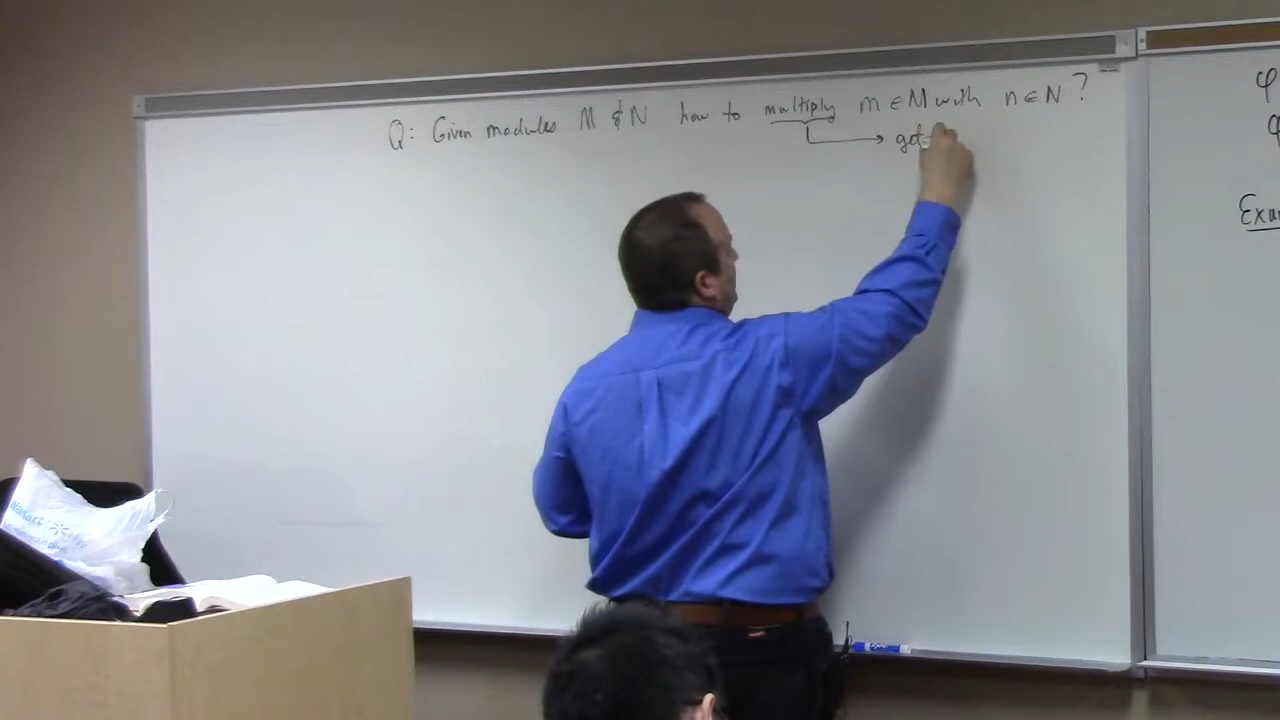 Q: Given modules M & N how to multiply m ∈ M with n ∈ N ?
get
φ
φ
Exa